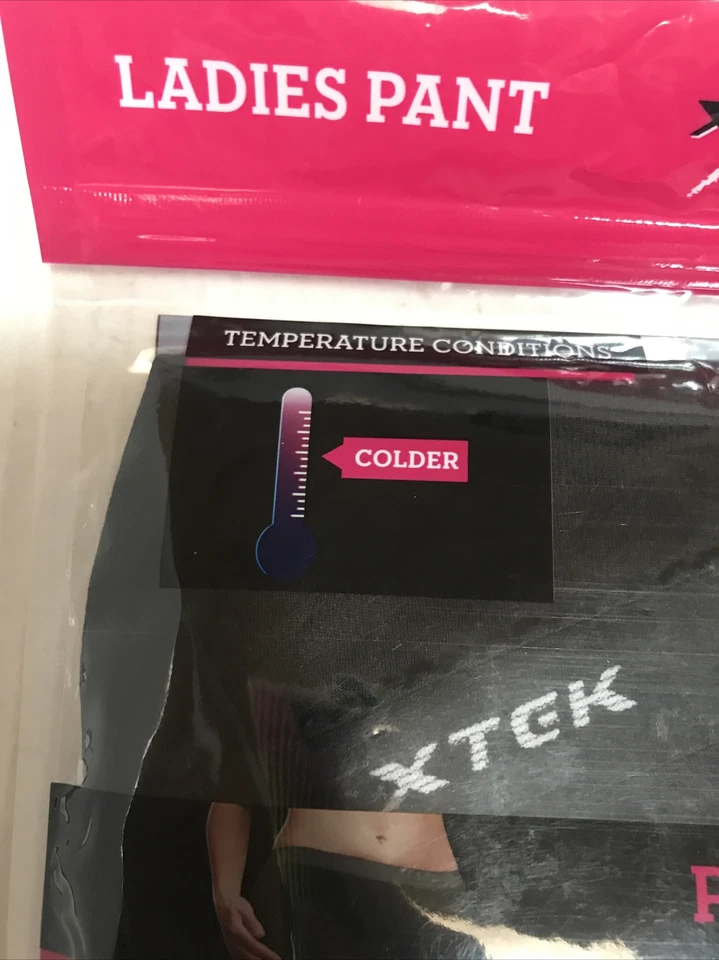 LADIES PANT
TEMPERATURE CONDITIONS
COLDER
XTEK